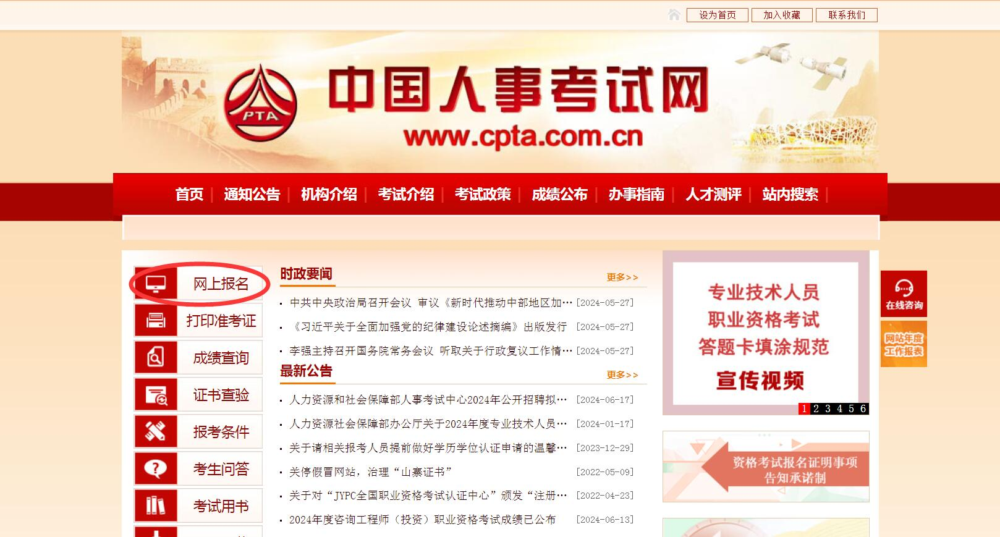 设为首页
加入收藏
联系我们
PTA
中国人事考试网
www.cpta.com.cn
首页
通知公告
机构介绍
考试介绍
考试政策
成绩公布
办事指南
人才测评
站内搜索
网上报名
打印准考证
成绩查询
证书查验
报考条件
考生问答
考试用书
时政要闻
更多>>
中共中央政治局召开会议 审议《新时代推动中部地区加… [2024-05-27]
《习近平关于全面加强党的纪律建设论述摘编》出版发行 [2024-05-27]
李强主持召开国务院常务会议 听取关于行政复议工作情… [2024-05-27]
最新公告
更多>>
人力资源和社会保障部人事考试中心2024年公开招聘拟… [2024-06-17]
人力资源社会保障部办公厅关于2024年度专业技术人员… [2024-01-17]
关于请相关报考人员提前做好学历学位认证申请的温馨… [2023-12-29]
关停假冒网站，治理“山寨证书” [2022-05-09]
关于对“JYPC全国职业资格考试认证中心”颁发“注册… [2022-04-23]
2024年度咨询工程师（投资）职业资格考试成绩已公布 [2024-06-13]
专业技术人员
职业资格考试
答题卡填涂规范
宣传视频
1 2 3 4 5 6
资格考试报名证明事项
告知承诺制
在线咨询
网站年度
工作报表